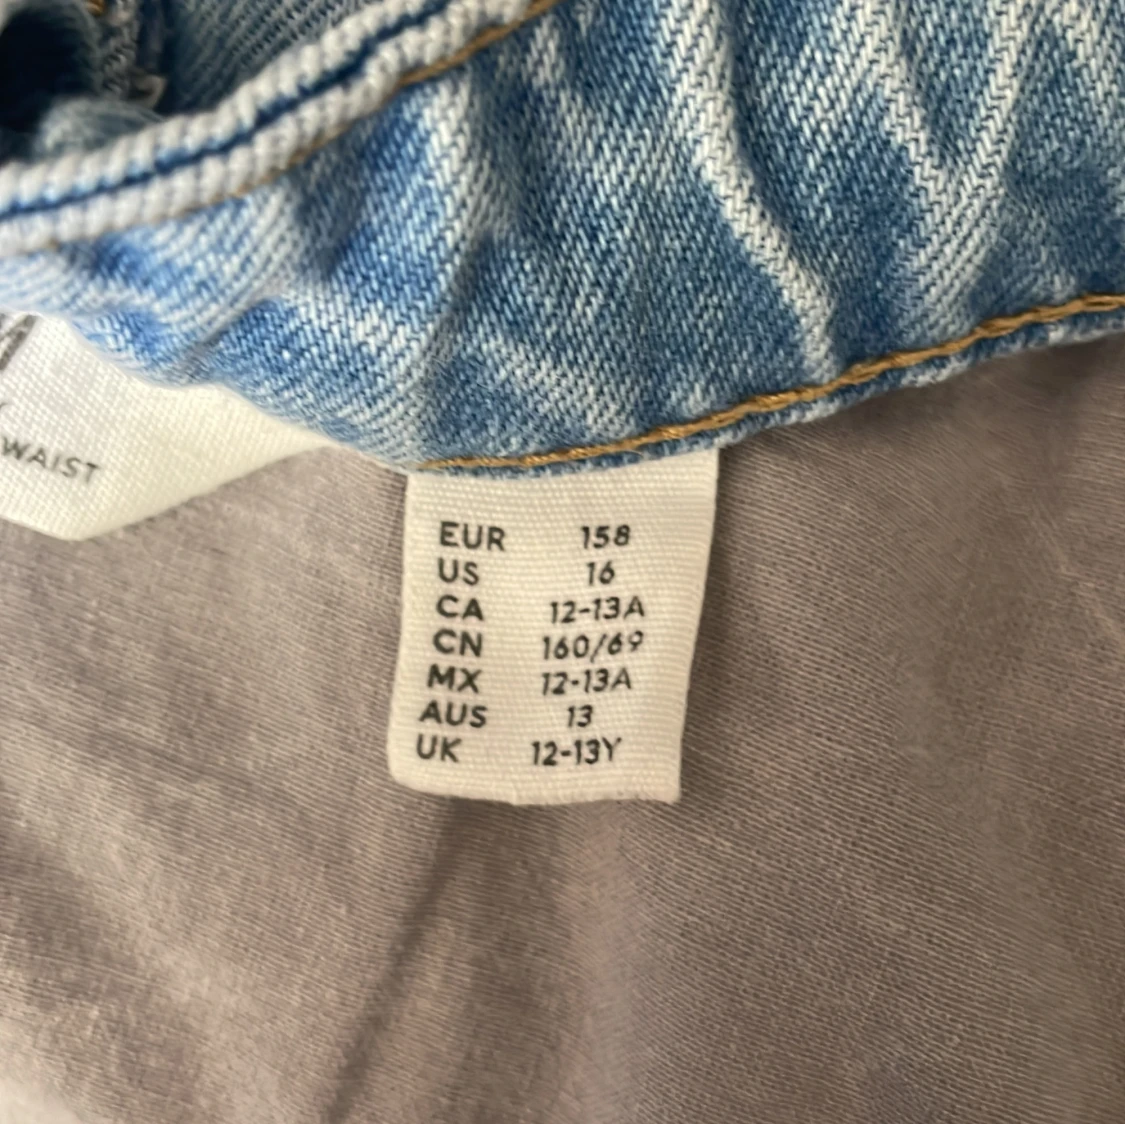 WAIST
EUR 158
US 16
CA 12-13A
CN 160/69
MX 12-13A
AUS 13
UK 12-13Y